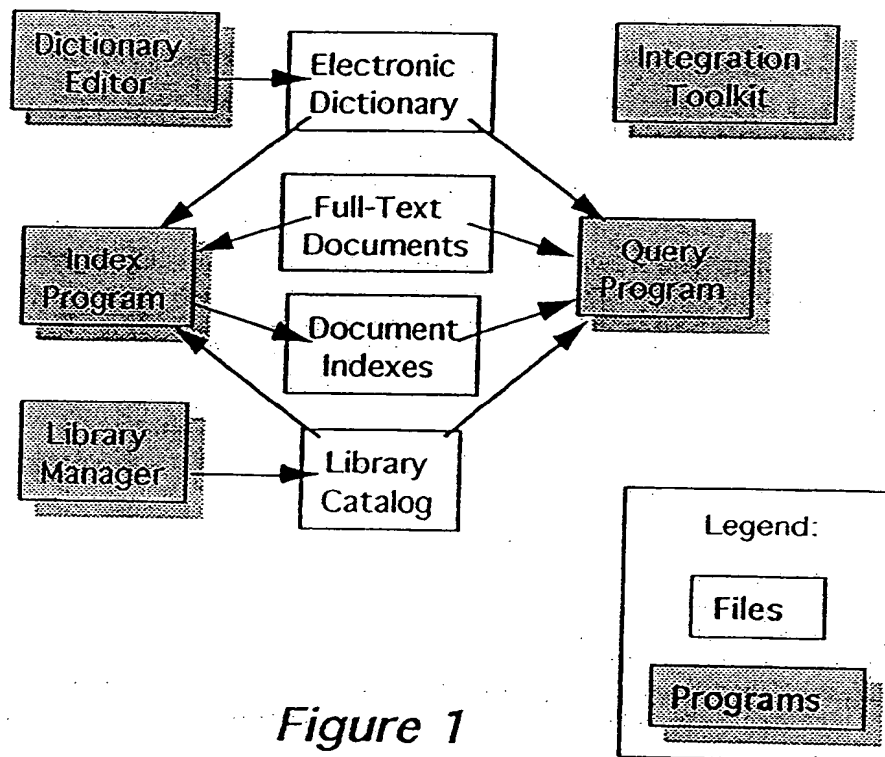 Dictionary
Editor
Electronic
Dictionary
Integration
Toolkit
Full-Text
Documents
Index
Program
Query
Program
Document
Indexes
Library
Manager
Library
Catalog
Legend:
Files
Programs
Figure 1